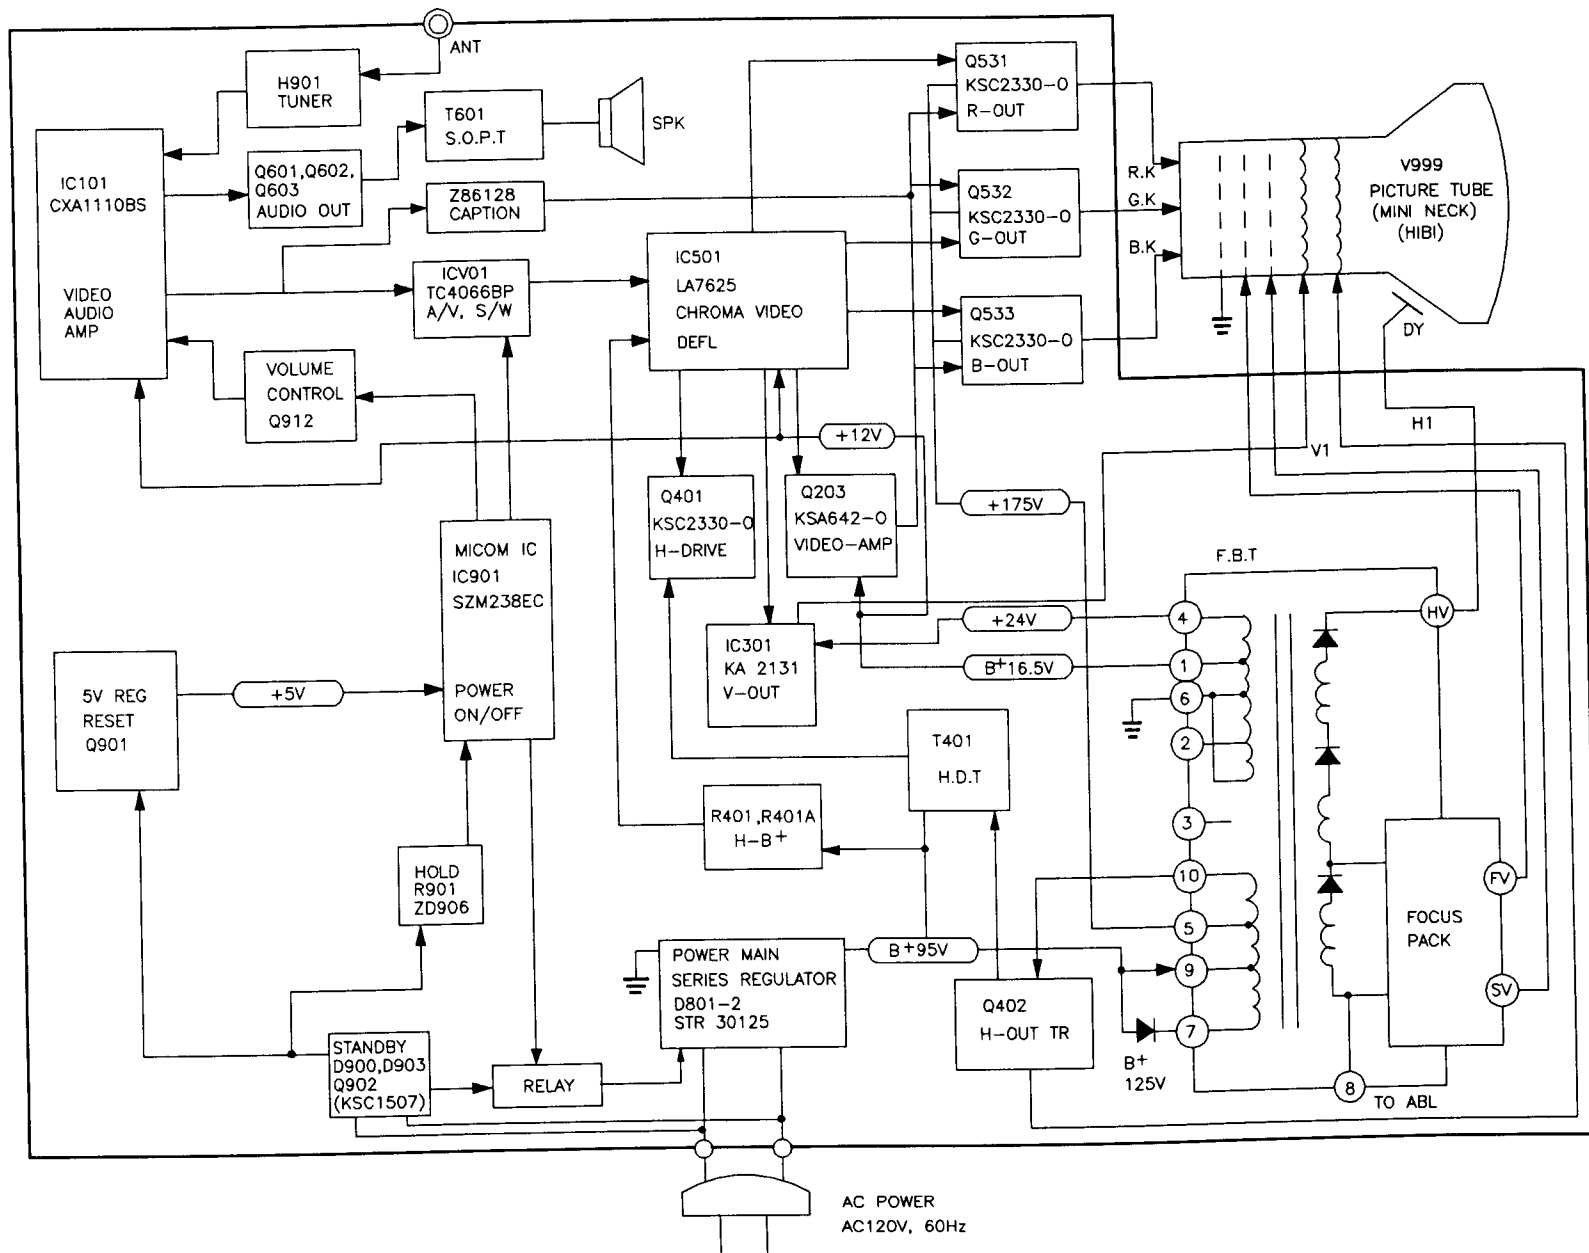 ANT
H901
TUNER
T601
S.O.P.T
SPK
Q531
KSC2330-O
R-OUT
IC101
CXA1110BS
VIDEO
AUDIO
AMP
Q601,Q602,
Q603
AUDIO OUT
Z86128
CAPTION
Q532
KSC2330-O
G-OUT
R.K
G.K
B.K
V999
PICTURE TUBE
(MINI NECK)
(HIBI)
ICV01
TC4066BP
A/V, S/W
IC501
LA7625
CHROMA VIDEO
DEFL
Q533
KSC2330-O
B-OUT
DY
VOLUME
CONTROL
Q912
+12V
H1
V1
Q401
KSC2330-O
H-DRIVE
Q203
KSA642-O
VIDEO-AMP
+175V
MICOM IC
IC901
SZM238EC
POWER
ON/OFF
F.B.T
IC301
KA 2131
V-OUT
+24V
B+16.5V
4
1
6
2
3
10
5
9
7
8
HV
5V REG
RESET
Q901
+5V
T401
H.D.T
R401,R401A
H-B+
HOLD
R901
ZD906
FV
FOCUS
PACK
SV
POWER MAIN
SERIES REGULATOR
D801-2
STR 30125
B+95V
Q402
H-OUT TR
B+
125V
TO ABL
STANDBY
D900,D903
Q902
(KSC1507)
RELAY
AC POWER
AC120V, 60Hz